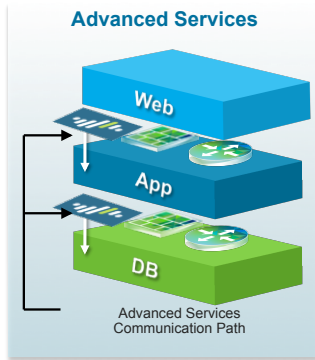 Advanced Services
Web
App
DB
Advanced Services
Communication Path